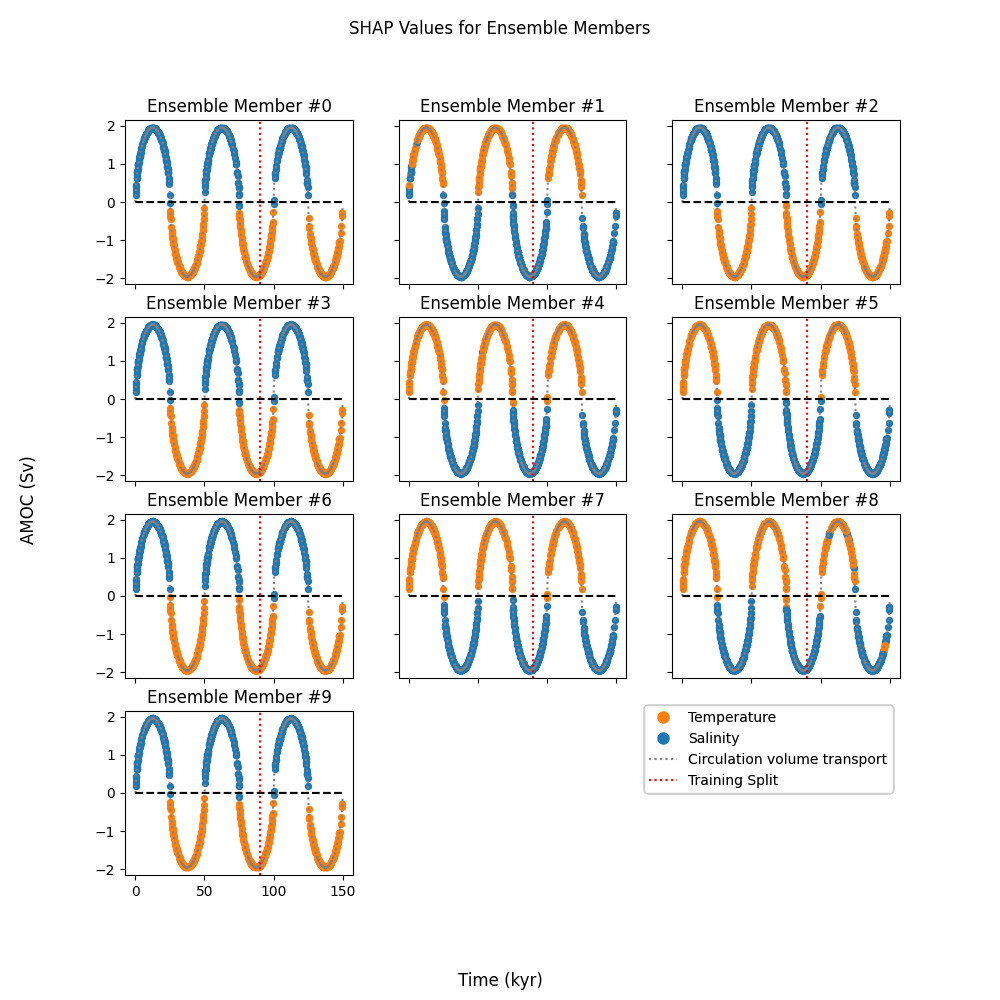 SHAP Values for Ensemble Members
Ensemble Member #0
Ensemble Member #1
Ensemble Member #2
2
1
0
−1
−2
Ensemble Member #3
Ensemble Member #4
Ensemble Member #5
2
1
0
−1
−2
Ensemble Member #6
Ensemble Member #7
Ensemble Member #8
2
1
0
−1
−2
Ensemble Member #9
2
1
0
−1
−2
0 50 100 150
Temperature
Salinity
Circulation volume transport
Training Split
AMOC (Sv)
Time (kyr)